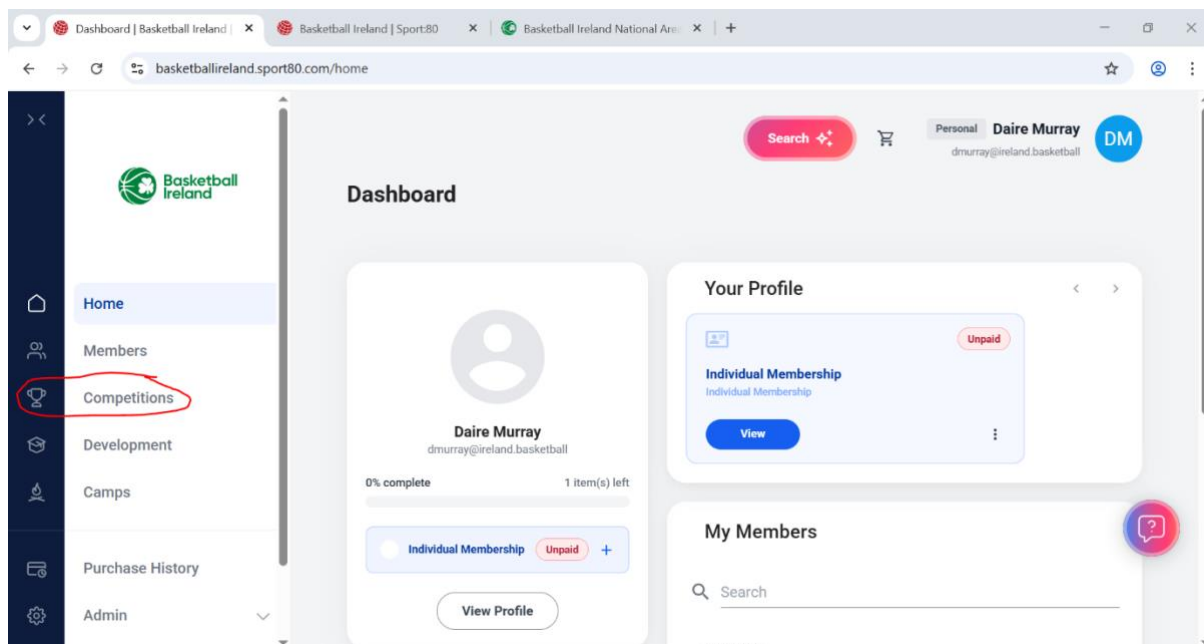 Dashboard | Basketball Ireland |
Basketball Ireland | Sport:80
Basketball Ireland National Are
basketballireland.sport80.com/home
Search
Personal Daire Murray
dmurray@ireland.basketball
DM
Basketball
Ireland
Dashboard
Home
Members
Competitions
Development
Camps
Purchase History
Admin
Daire Murray
dmurray@ireland.basketball
0% complete 1 item(s) left
Individual Membership Unpaid +
View Profile
Your Profile
Unpaid
Individual Membership
Individual Membership
View
My Members
Search